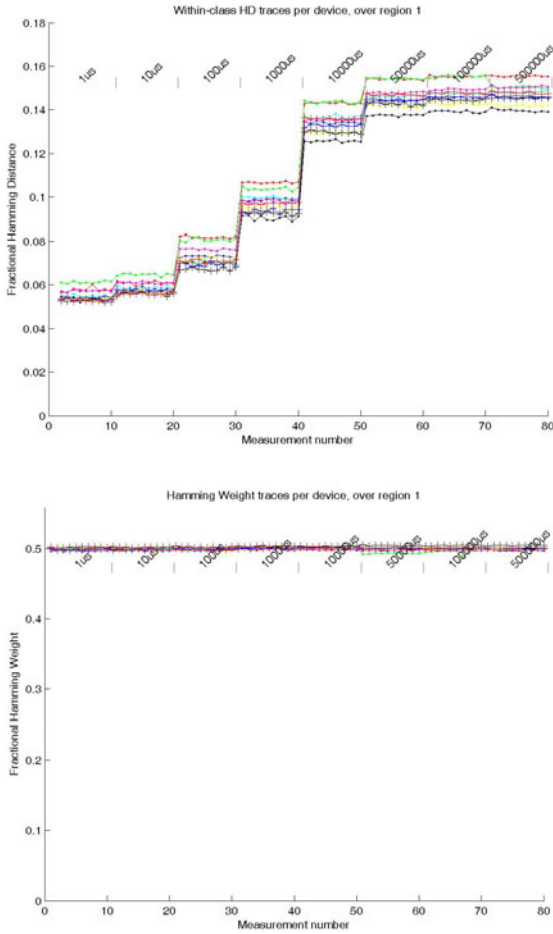 Within-class HD traces per device, over region 1
0.18
0.16
0.14
0.12
0.1
0.08
0.06
0.04
0.02
0
Fractional Hamming Distance
1us
10us
100us
1000us
10000us
50000us
100000us
500000us
0 10 20 30 40 50 60 70 80
Measurement number
Hamming Weight traces per device, over region 1
0.5
0.4
0.3
0.2
0.1
0
Fractional Hamming Weight
1us
10us
100us
1000us
10000us
50000us
100000us
500000us
0 10 20 30 40 50 60 70 80
Measurement number